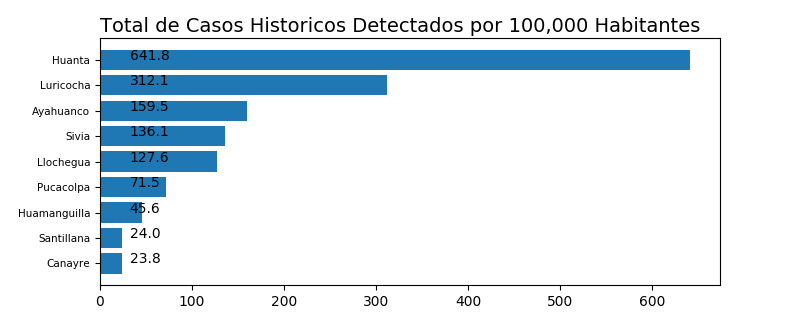 Total de Casos Historicos Detectados por 100,000 Habitantes
Huanta 641.8
Luricocha 312.1
Ayahuanco 159.5
Sivia 136.1
Llochegua 127.6
Pucacolpa 71.5
Huamanguilla 45.6
Santillana 24.0
Canayre 23.8
0 100 200 300 400 500 600